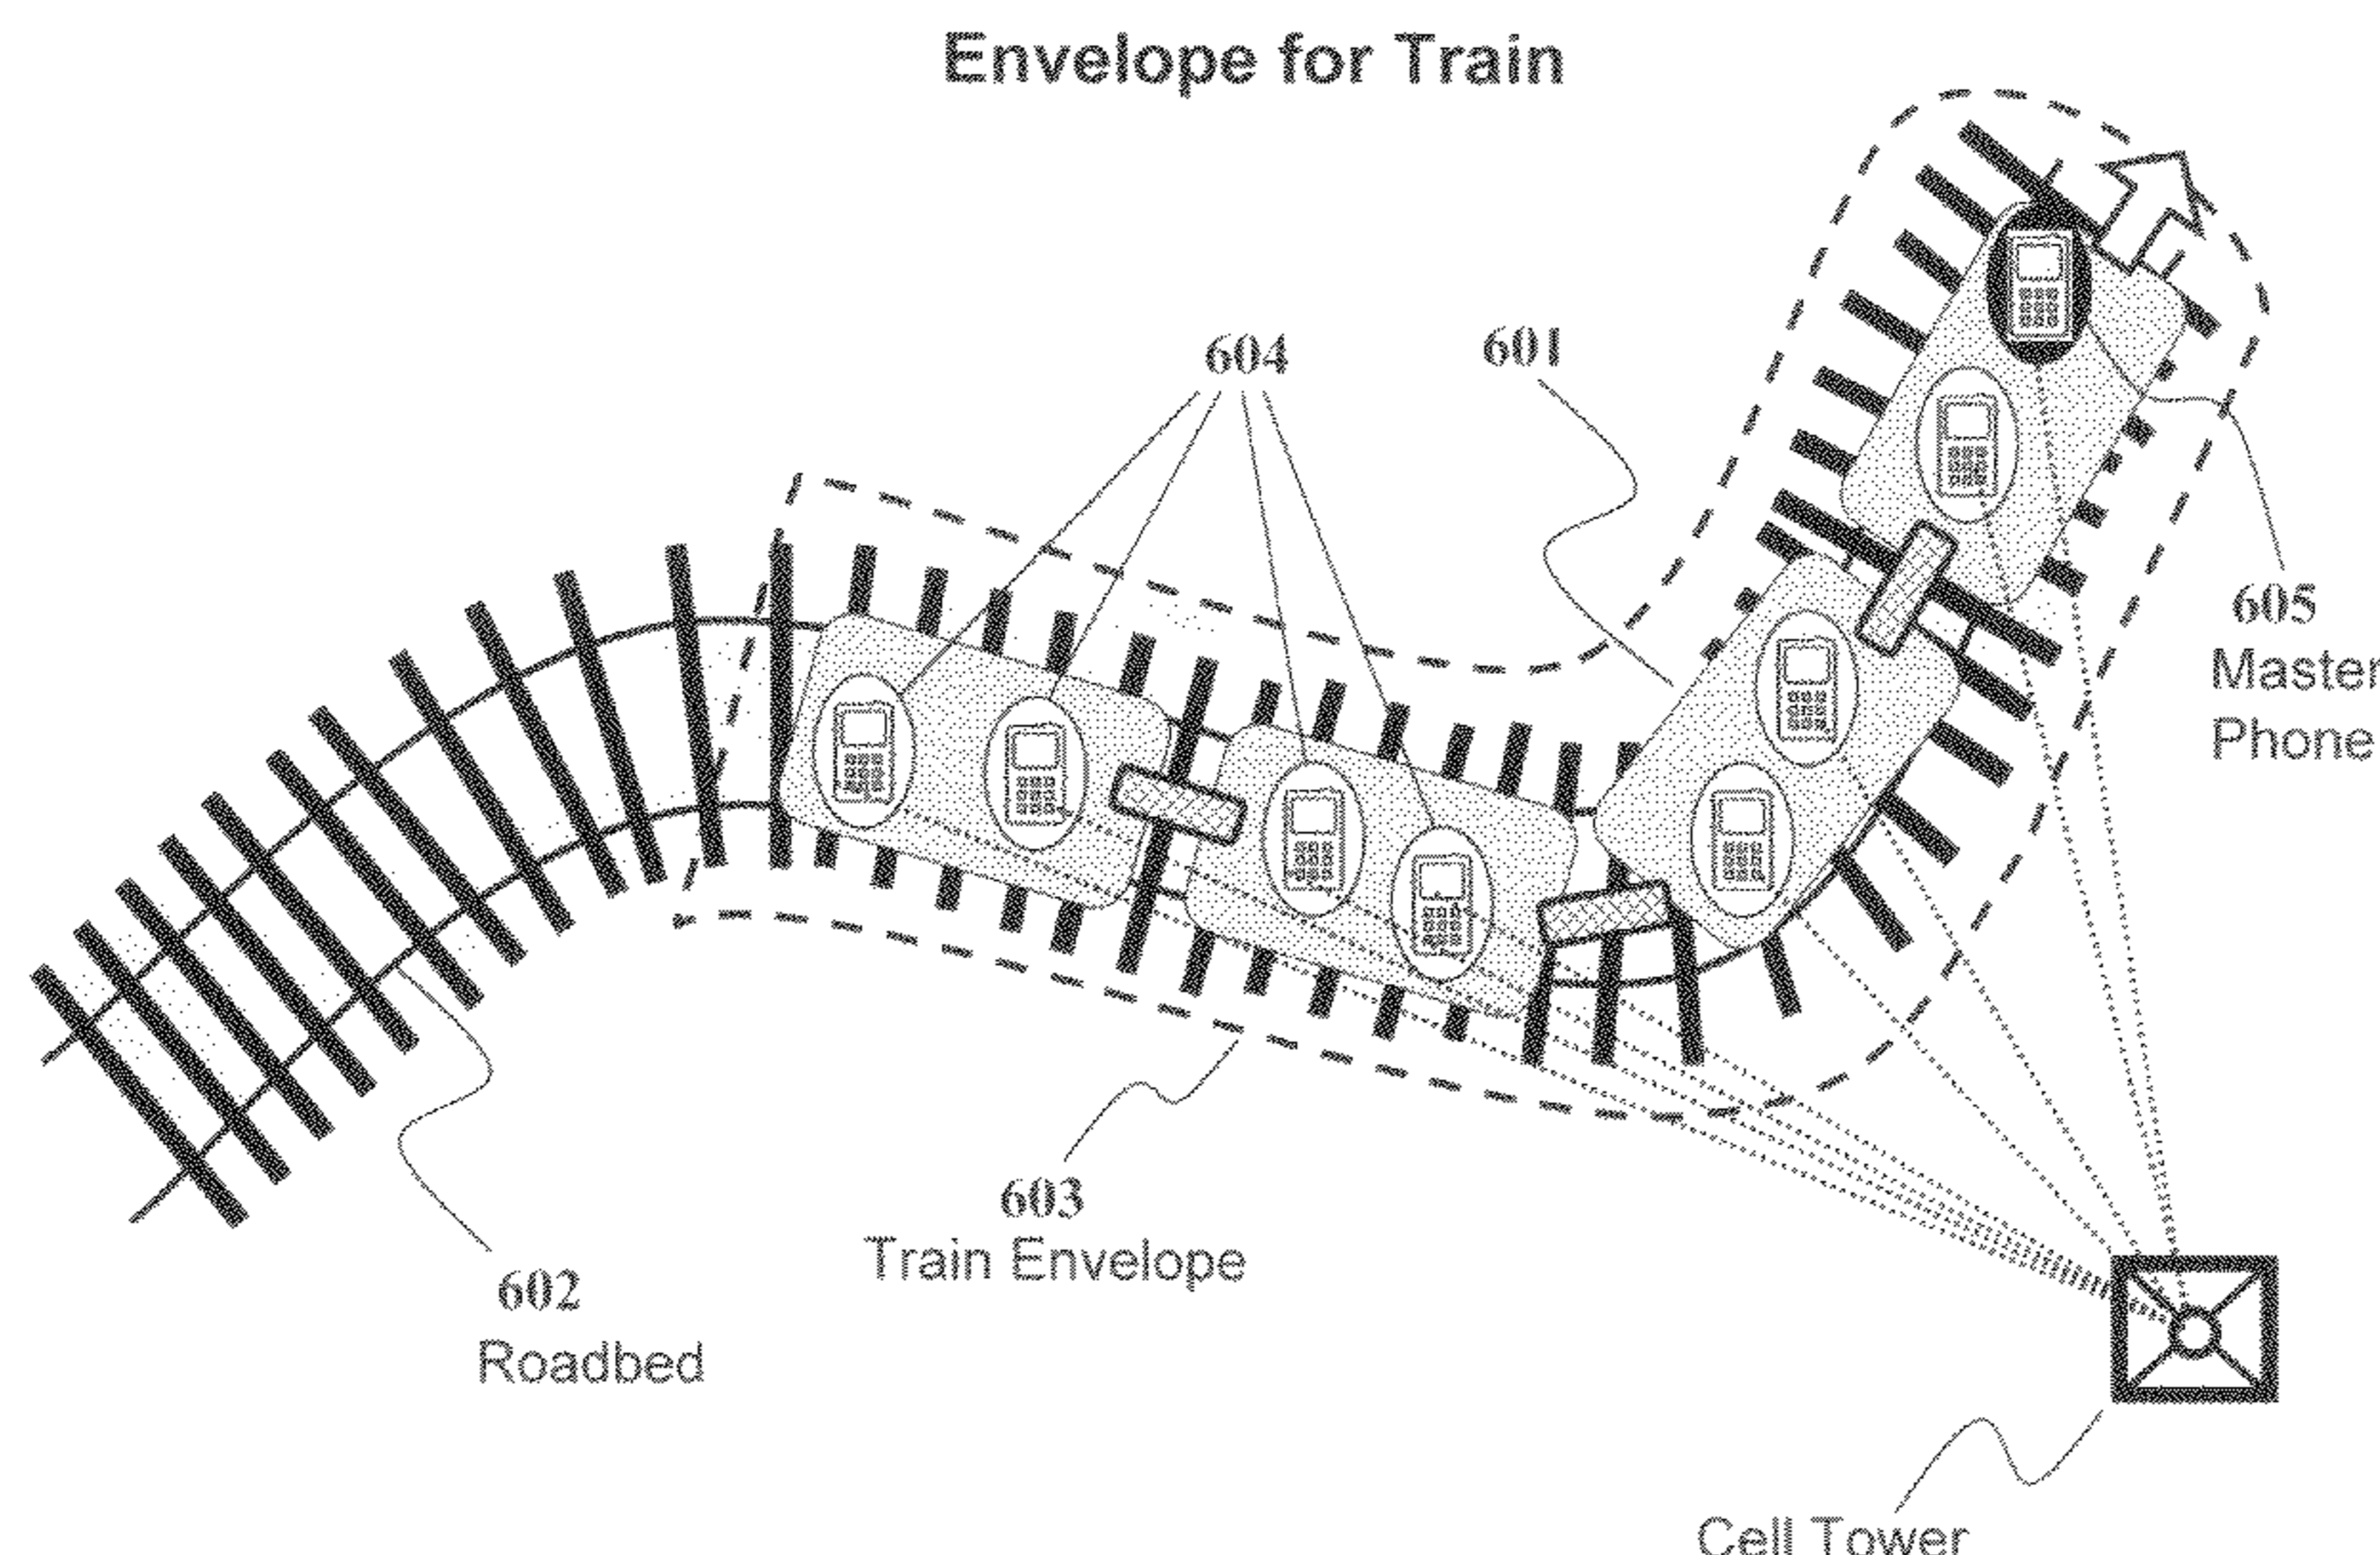 Envelope for Train
604
601
605
Master
Phone
603
Train Envelope
602
Roadbed
Cell Tower